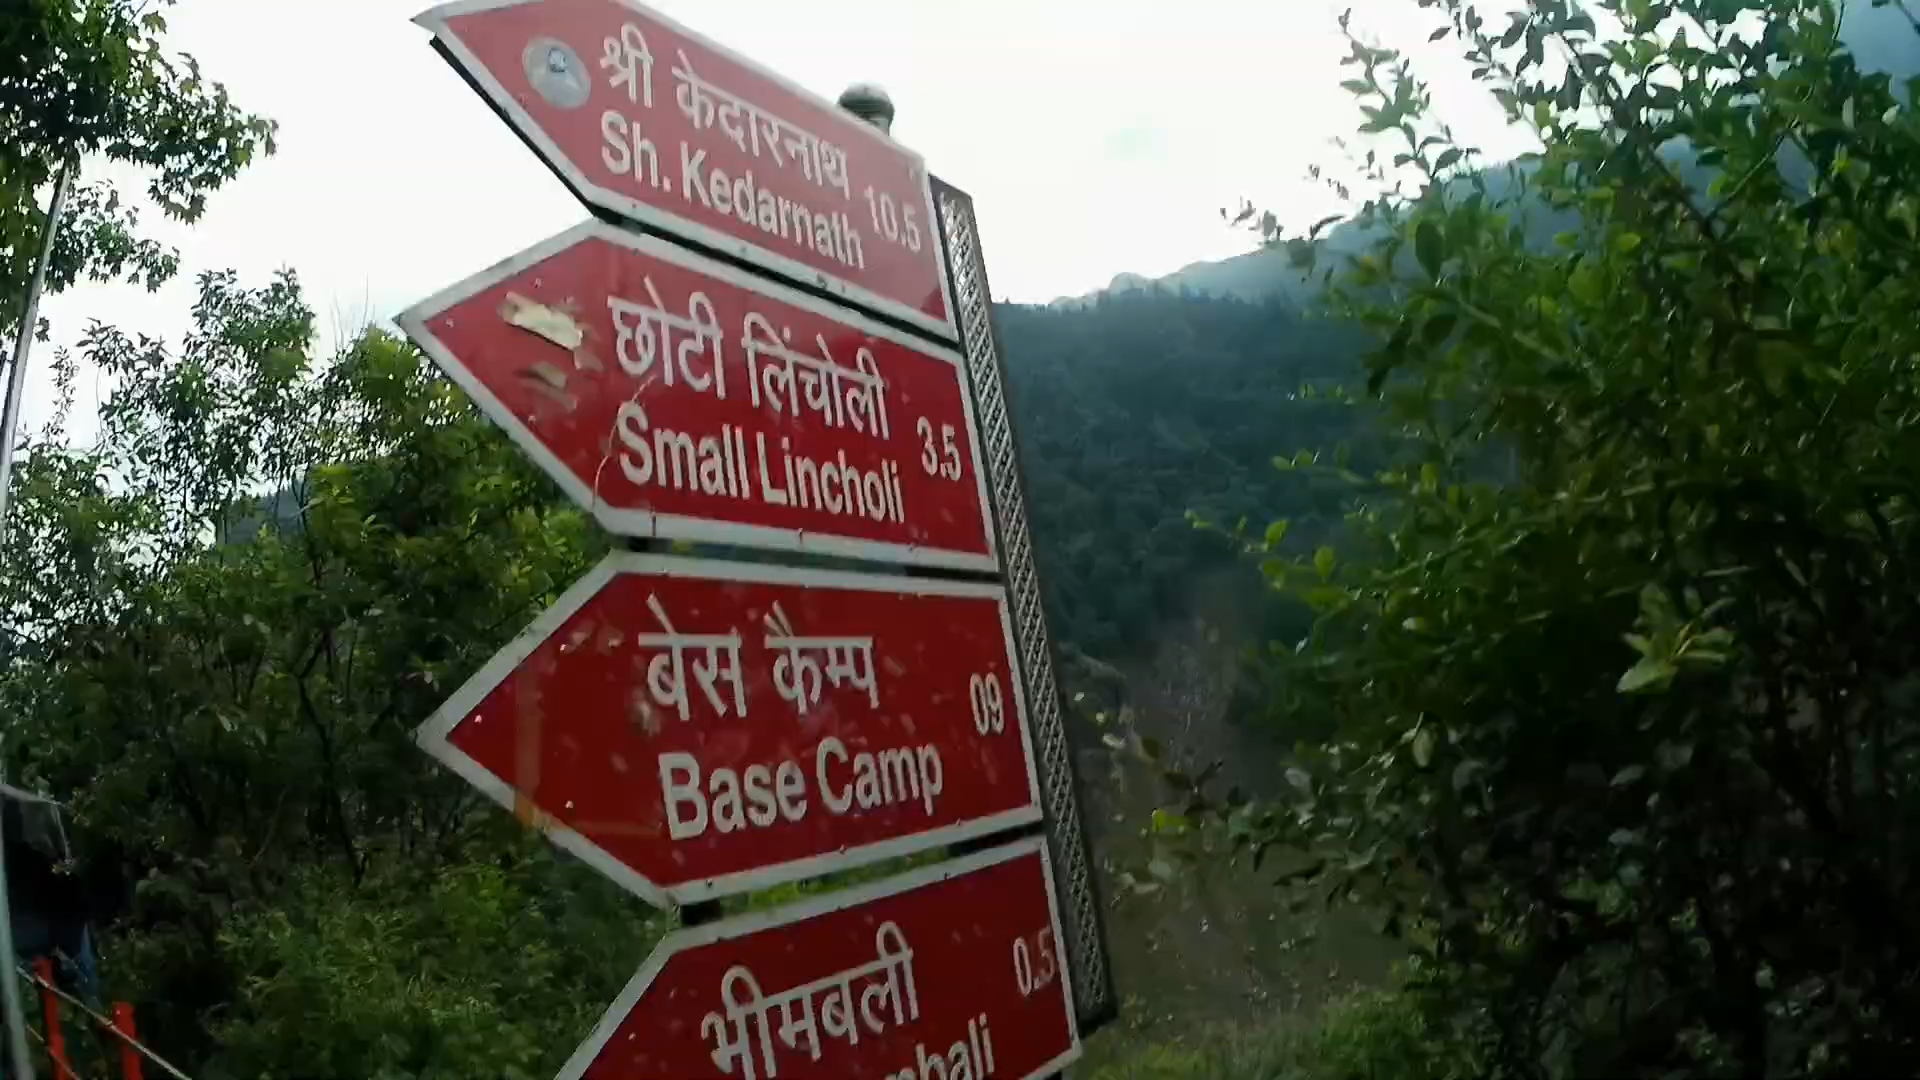 श्री केदारनाथ
Sh. Kedarnath 10.5
छोटी लिंचोली
Small Lincholi 3.5
बेस कैम्प
Base Camp 09
भीमबली 0.5